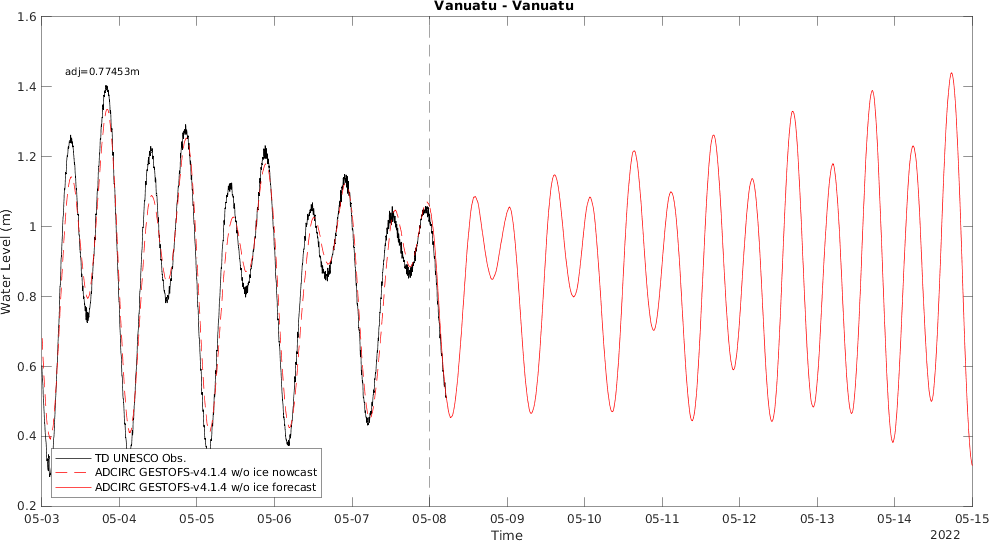 Vanuatu - Vanuatu
1.6
1.4
1.2
1
0.8
0.6
0.4
0.2
Water Level (m)
adj=0.77453m
TD UNESCO Obs.
ADCIRC GESTOFS-v4.1.4 w/o ice nowcast
ADCIRC GESTOFS-v4.1.4 w/o ice forecast
05-03 05-04 05-05 05-06 05-07 05-08 05-09 05-10 05-11 05-12 05-13 05-14 05-15
Time
2022